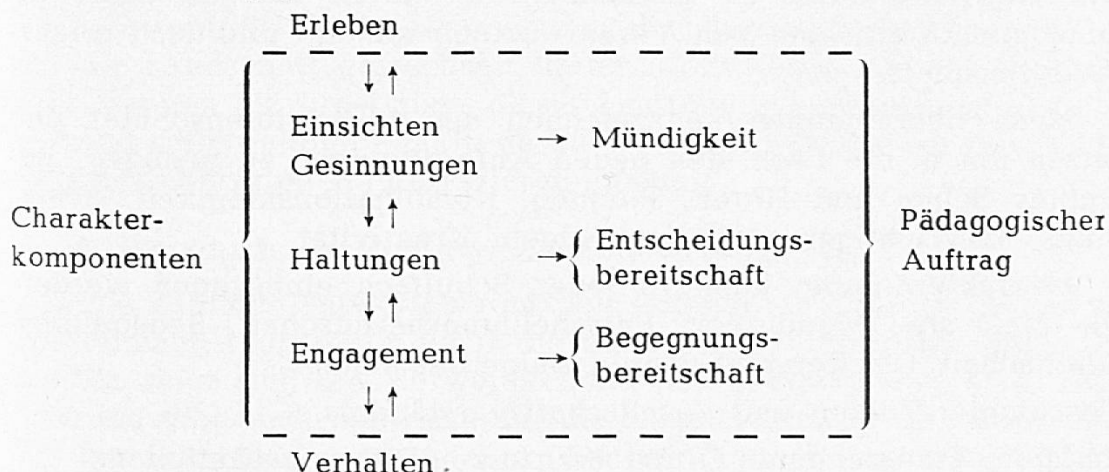 Erleben
Einsichten → Mündigkeit
Gesinnungen
Charakter-
komponenten
Haltungen → Entscheidungs-
bereitschaft
Pädagogischer
Auftrag
Engagement → Begegnungs-
bereitschaft
Verhalten